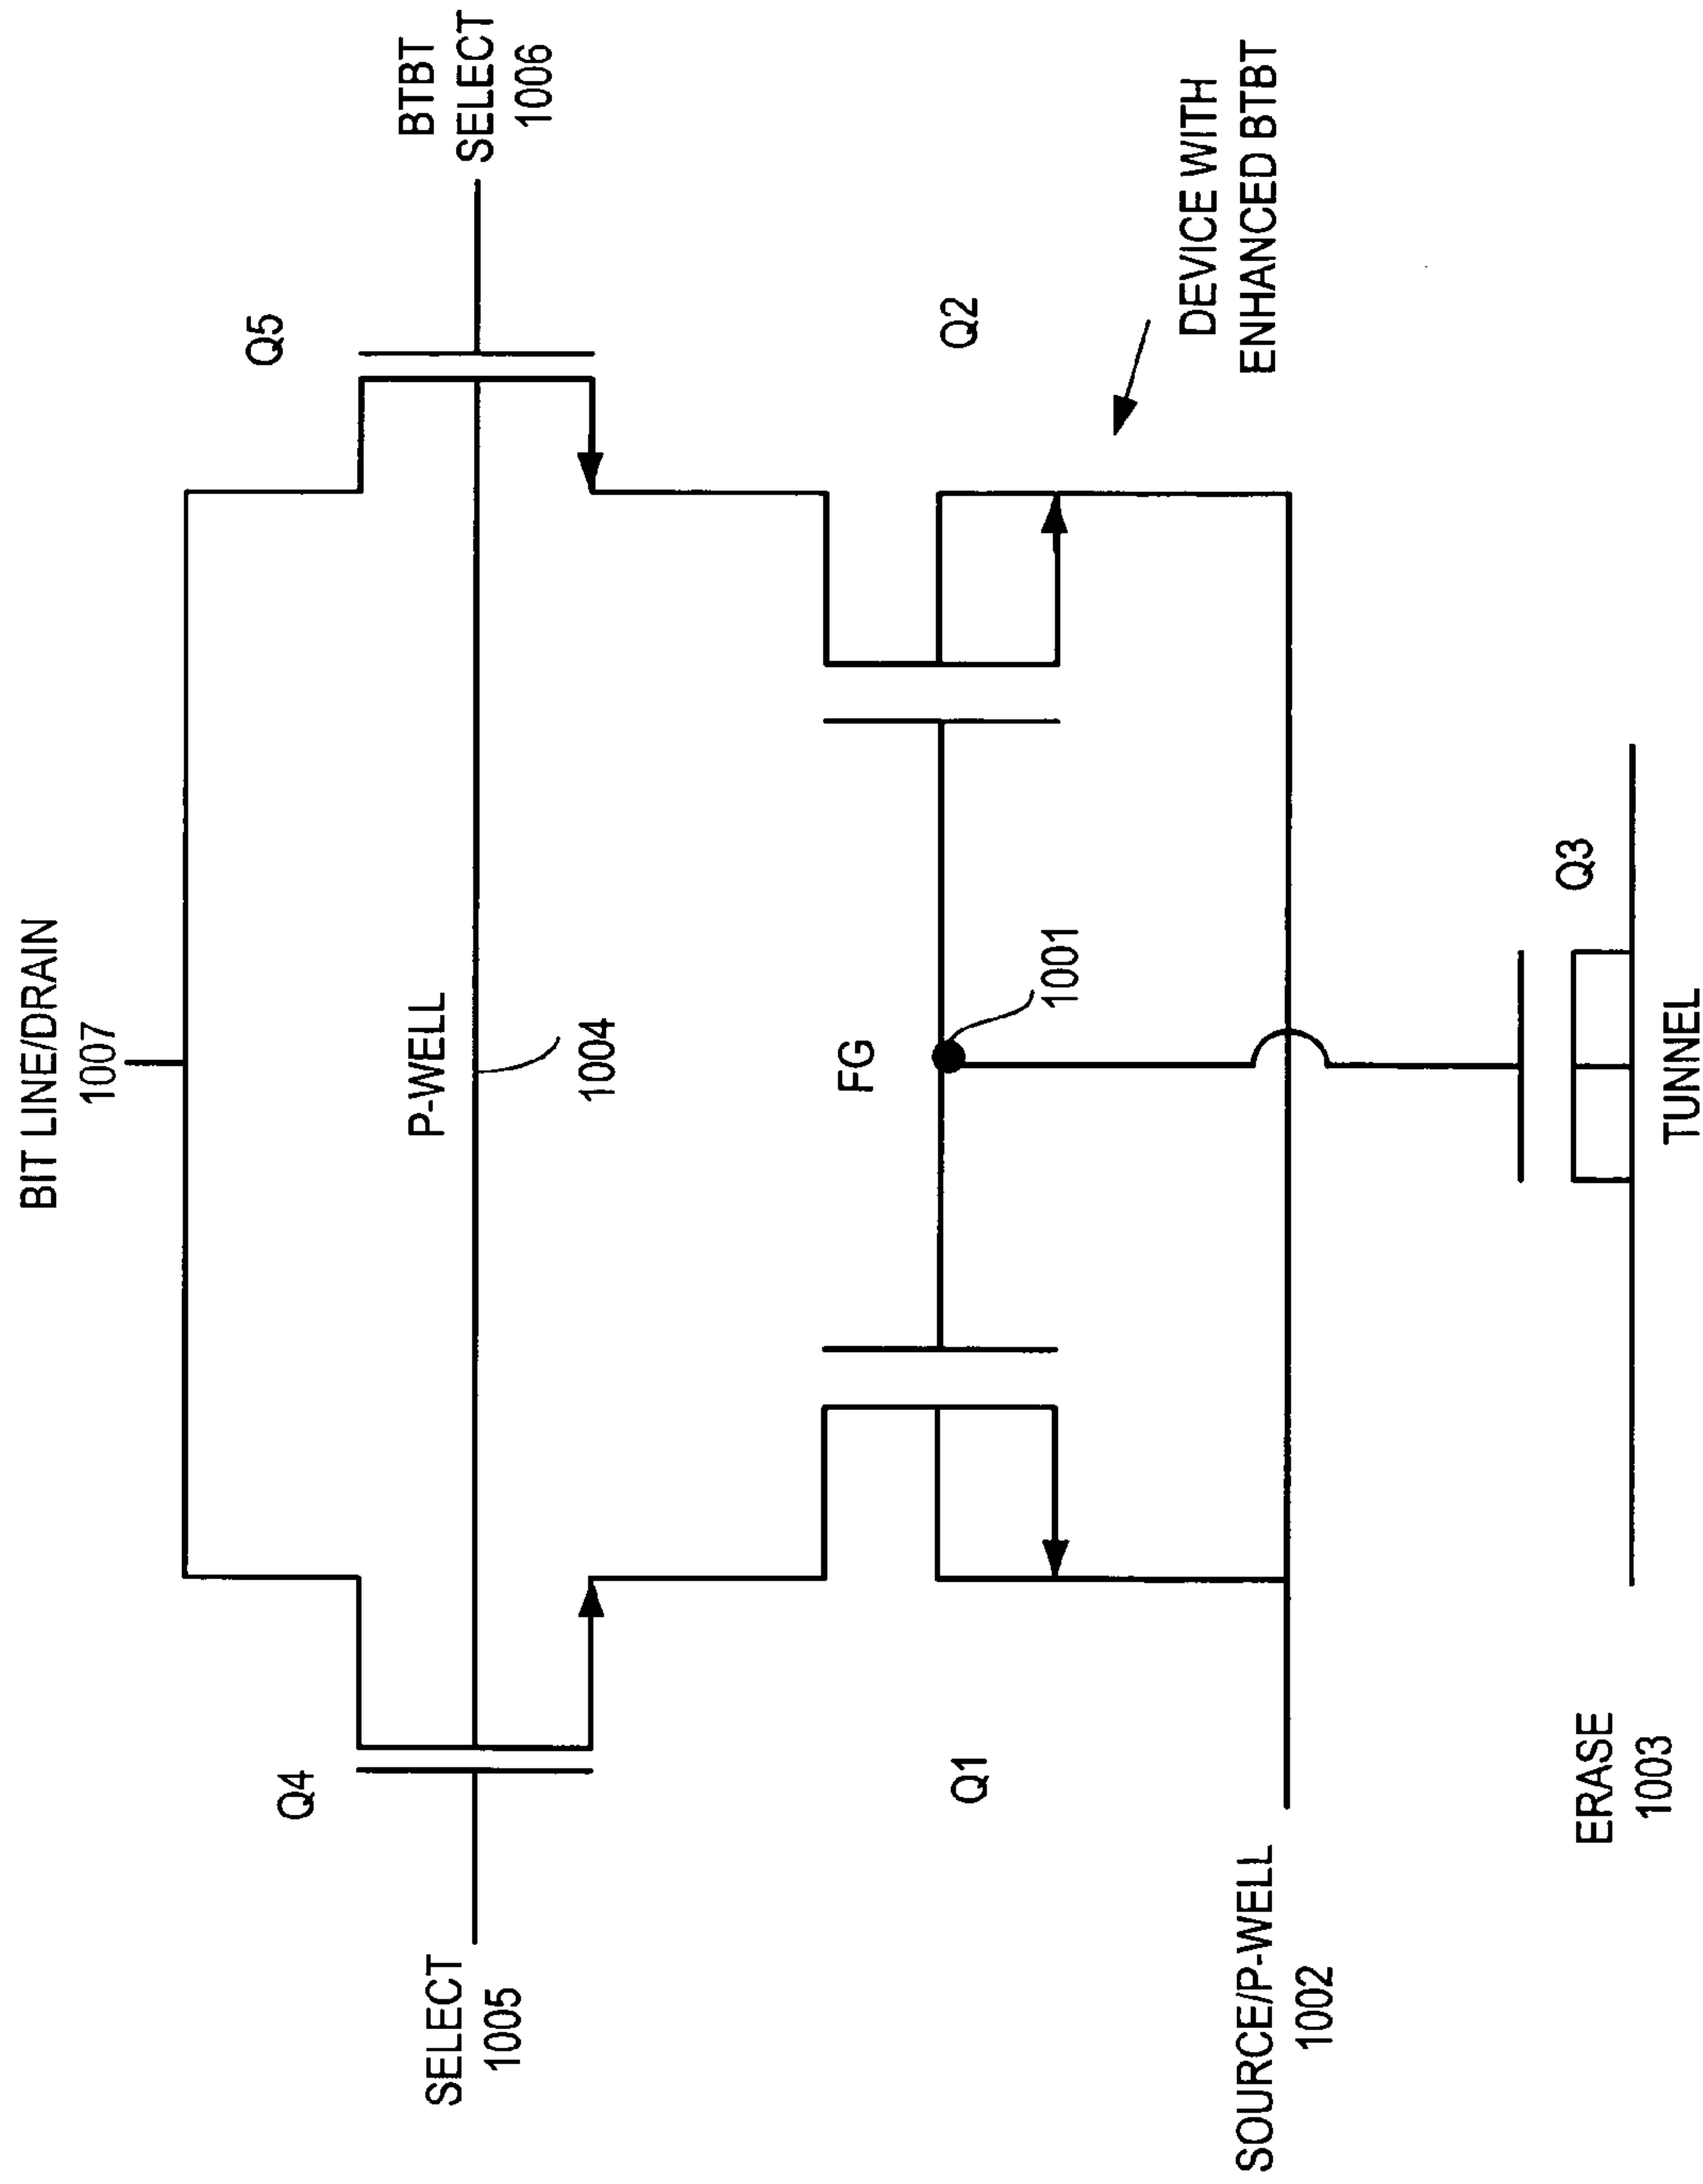 BIT LINE/DRAIN
1007
Q4
Q5
SELECT
1005
P-WELL
1004
BTBT
SELECT
1006
FG
1001
Q1
Q2
DEVICE WITH
ENHANCED BTBT
SOURCE/P-WELL
1002
Q3
ERASE
1003
TUNNEL